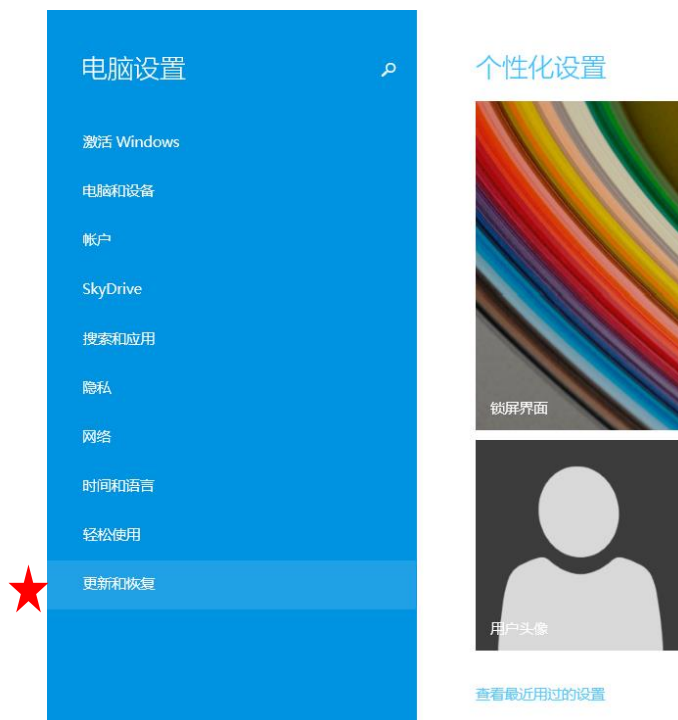 电脑设置
激活 Windows
电脑和设备
帐户
SkyDrive
搜索和应用
隐私
网络
时间和语言
轻松使用
更新和恢复
个性化设置
锁屏界面
用户头像
查看最近用过的设置